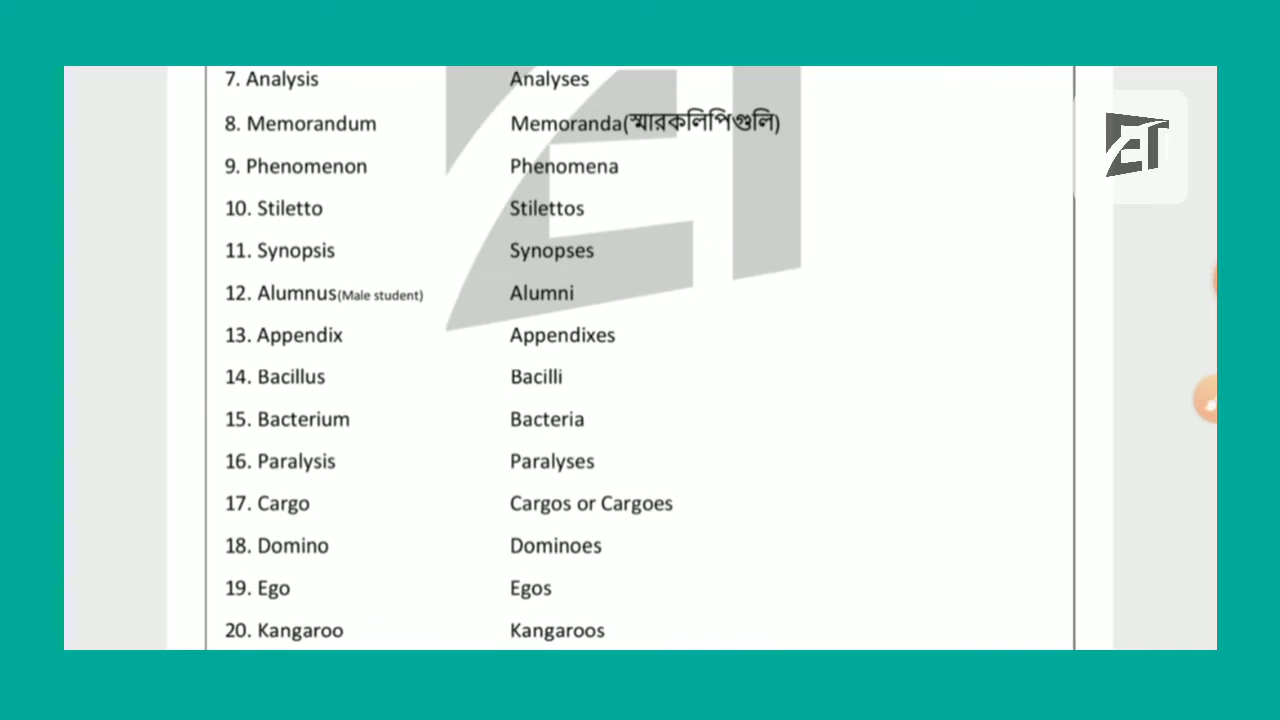 7. Analysis Analyses
8. Memorandum Memoranda(স্মারকলিপিগুলি)
9. Phenomenon Phenomena
10. Stiletto Stilettos
11. Synopsis Synopses
12. Alumnus(Male student) Alumni
13. Appendix Appendixes
14. Bacillus Bacilli
15. Bacterium Bacteria
16. Paralysis Paralyses
17. Cargo Cargos or Cargoes
18. Domino Dominoes
19. Ego Egos
20. Kangaroo Kangaroos